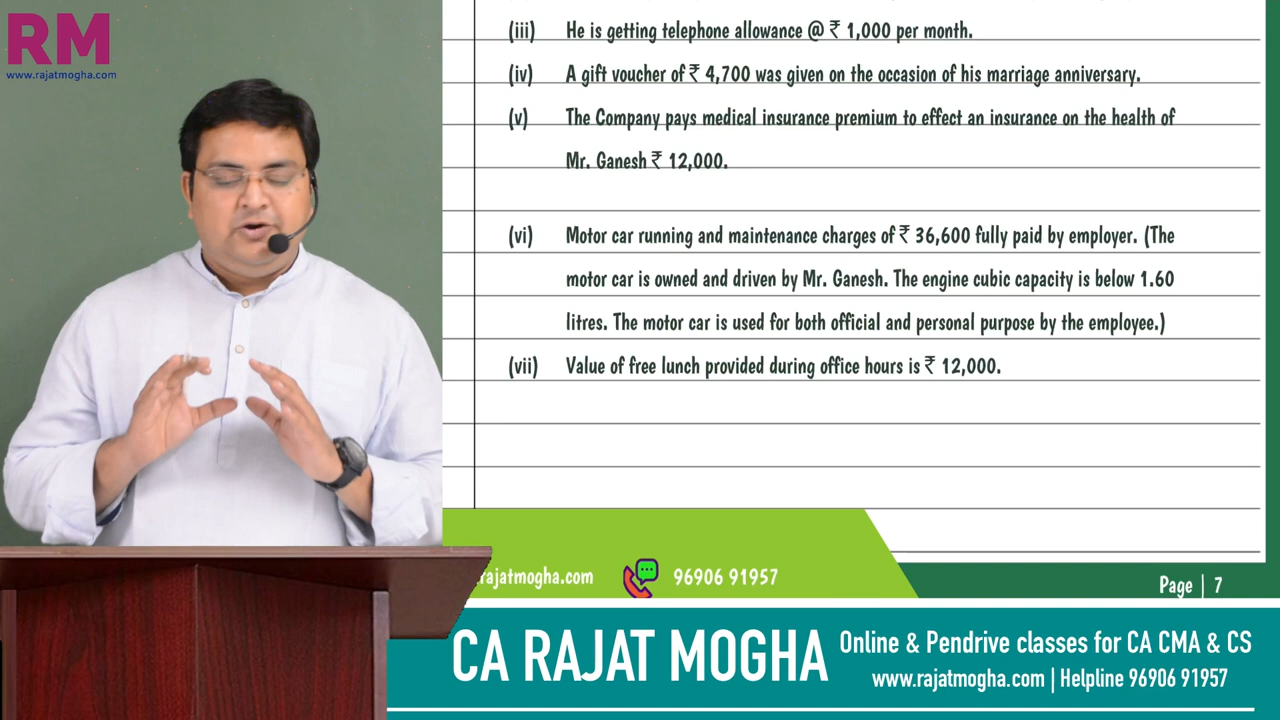 RM
www.rajatmogha.com
(iii) He is getting telephone allowance @ ₹ 1,000 per month.
(iv) A gift voucher of ₹ 4,700 was given on the occasion of his marriage anniversary.
(v) The Company pays medical insurance premium to effect an insurance on the health of
Mr. Ganesh ₹ 12,000.
(vi) Motor car running and maintenance charges of ₹ 36,600 fully paid by employer. (The
motor car is owned and driven by Mr. Ganesh. The engine cubic capacity is below 1.60
litres. The motor car is used for both official and personal purpose by the employee.)
(vii) Value of free lunch provided during office hours is ₹ 12,000.
rajatmogha.com 96906 91957
Page | 7
CA RAJAT MOGHA
Online & Pendrive classes for CA CMA & CS
www.rajatmogha.com | Helpline 96906 91957